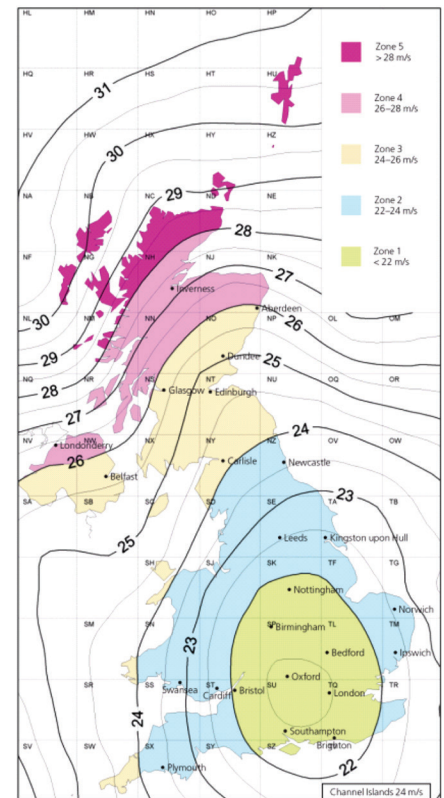 HL HM HN HO HP
31
Zone 5
> 28 m/s
HQ HR HS HT HU
Zone 4
26–28 m/s
HV HW HX HY HZ
30
Zone 3
24–26 m/s
NA NB NC ND NE
29
Zone 2
22–24 m/s
28
NF NG NH NJ NK
Zone 1
< 22 m/s
27
Inverness
Aberdeen
NL NM NN NO NP OL OM
30
26
29
Dundee
25
NQ NR NS NT NU OQ OR
28
Glasgow
Edinburgh
27
24
NV NW NX NY NZ OV OW
Londonderry
26
Carlisle
Newcastle
Belfast
23
SA SB SC SD SE TA TB
25
Leeds
Kingston upon Hull
SH SJ SK TF TG
Nottingham
Norwich
SM SN SP TL TM
Birmingham
23
Bedford
Ipswich
Oxford
SR SS ST SU TQ TR
Swansea
Cardiff
Bristol
London
24
Southampton
SV SW SX SY SZ TV
Brighton
22
Plymouth
Channel Islands 24 m/s